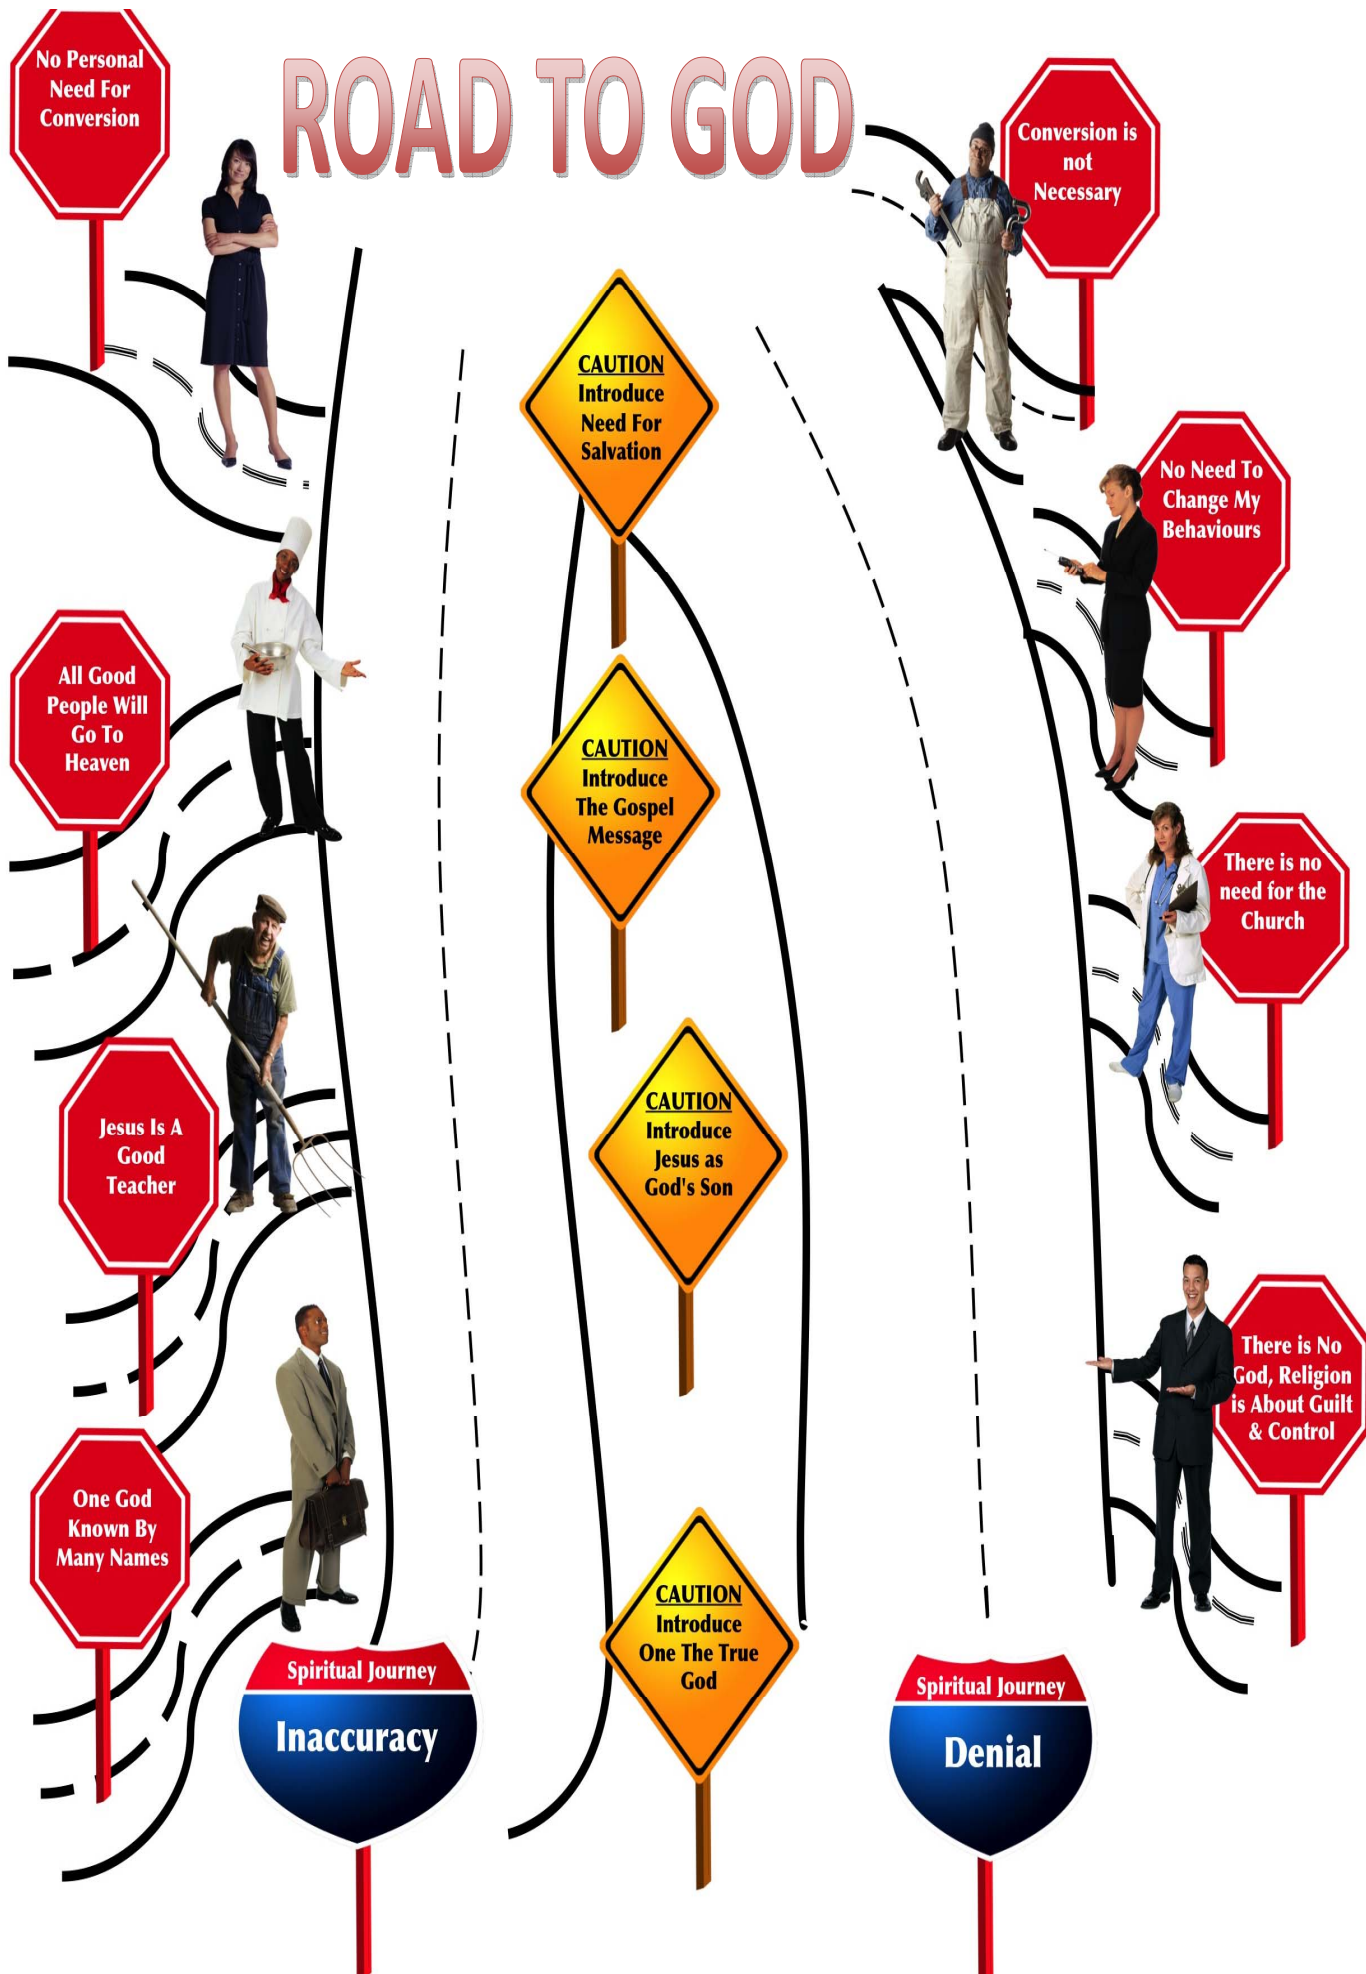 ROAD TO GOD
No Personal
Need For
Conversion
Conversion is
not
Necessary
CAUTION
Introduce
Need For
Salvation
No Need To
Change My
Behaviours
All Good
People Will
Go To
Heaven
CAUTION
Introduce
The Gospel
Message
There is no
need for the
Church
Jesus Is A
Good
Teacher
CAUTION
Introduce
Jesus as
God's Son
There is No
God, Religion
is About Guilt
& Control
One God
Known By
Many Names
CAUTION
Introduce
One The True
God
Spiritual Journey
Inaccuracy
Spiritual Journey
Denial